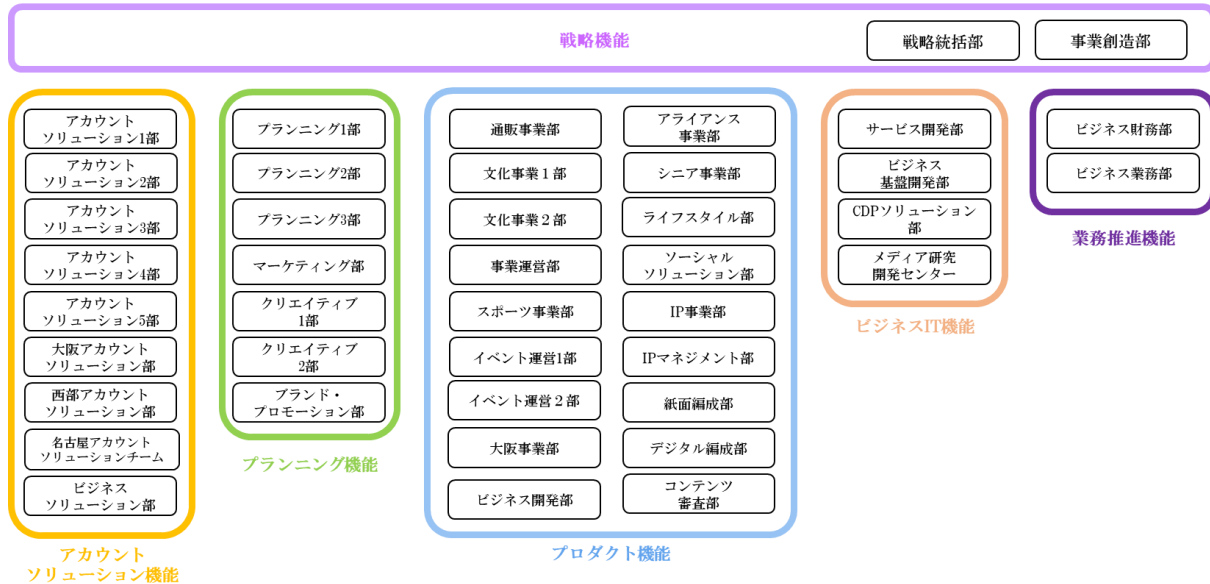 戦略機能
戦略統括部
事業創造部
アカウント
ソリューション1部
アカウント
ソリューション2部
アカウント
ソリューション3部
アカウント
ソリューション4部
アカウント
ソリューション5部
大阪アカウント
ソリューション部
西部アカウント
ソリューション部
名古屋アカウント
ソリューションチーム
ビジネス
ソリューション部
アカウント
ソリューション機能
プランニング1部
プランニング2部
プランニング3部
マーケティング部
クリエイティブ
1部
クリエイティブ
2部
ブランド・
プロモーション部
プランニング機能
通販事業部
文化事業１部
文化事業２部
事業運営部
スポーツ事業部
イベント運営1部
イベント運営２部
大阪事業部
ビジネス開発部
アライアンス
事業部
シニア事業部
ライフスタイル部
ソーシャル
ソリューション部
IP事業部
IPマネジメント部
紙面編成部
デジタル編成部
コンテンツ
審査部
プロダクト機能
サービス開発部
ビジネス
基盤開発部
CDPソリューション
部
メディア研究
開発センター
ビジネスIT機能
ビジネス財務部
ビジネス業務部
業務推進機能